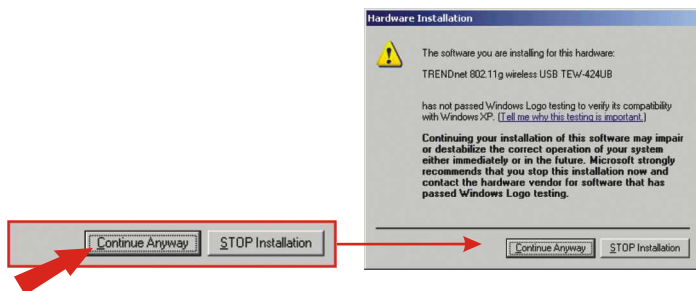 Hardware Installation
The software you are installing for this hardware:
TRENDnet 802.11g wireless USB TEW-424UB
has not passed Windows Logo testing to verify its compatibility
with Windows XP. (Tell me why this testing is important.)
Continuing your installation of this software may impair
or destabilize the correct operation of your system
either immediately or in the future. Microsoft strongly
recommends that you stop this installation now and
contact the hardware vendor for software that has
passed Windows Logo testing.
Continue Anyway STOP Installation
Continue Anyway STOP Installation